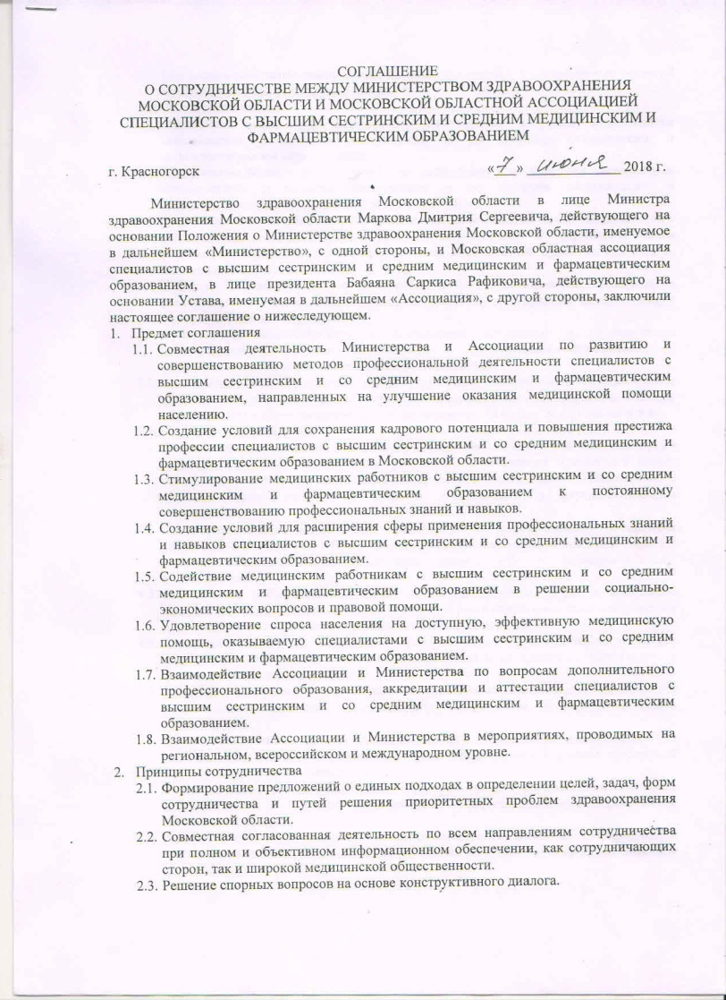 СОГЛАШЕНИЕ
О СОТРУДНИЧЕСТВЕ МЕЖДУ МИНИСТЕРСТВОМ ЗДРАВООХРАНЕНИЯ
МОСКОВСКОЙ ОБЛАСТИ И МОСКОВСКОЙ ОБЛАСТНОЙ АССОЦИАЦИЕЙ
СПЕЦИАЛИСТОВ С ВЫСШИМ СЕСТРИНСКИМ И СРЕДНИМ МЕДИЦИНСКИМ И
ФАРМАЦЕВТИЧЕСКИМ ОБРАЗОВАНИЕМ
г. Красногорск «7» июня 2018 г.
Министерство здравоохранения Московской области в лице Министра
здравоохранения Московской области Маркова Дмитрия Сергеевича, действующего на
основании Положения о Министерстве здравоохранения Московской области, именуемое
в дальнейшем «Министерство», с одной стороны, и Московская областная ассоциация
специалистов с высшим сестринским и средним медицинским и фармацевтическим
образованием, в лице президента Бабаяна Саркиса Рафиковича, действующего на
основании Устава, именуемая в дальнейшем «Ассоциация», с другой стороны, заключили
настоящее соглашение о нижеследующем.
1. Предмет соглашения
1.1. Совместная деятельность Министерства и Ассоциации по развитию и
совершенствованию методов профессиональной деятельности специалистов с
высшим сестринским и со средним медицинским и фармацевтическим
образованием, направленных на улучшение оказания медицинской помощи
населению.
1.2. Создание условий для сохранения кадрового потенциала и повышения престижа
профессии специалистов с высшим сестринским и со средним медицинским и
фармацевтическим образованием в Московской области.
1.3. Стимулирование медицинских работников с высшим сестринским и со средним
медицинским и фармацевтическим образованием к постоянному
совершенствованию профессиональных знаний и навыков.
1.4. Создание условий для расширения сферы применения профессиональных знаний
и навыков специалистов с высшим сестринским и со средним медицинским и
фармацевтическим образованием.
1.5. Содействие медицинским работникам с высшим сестринским и со средним
медицинским и фармацевтическим образованием в решении социально-
экономических вопросов и правовой помощи.
1.6. Удовлетворение спроса населения на доступную, эффективную медицинскую
помощь, оказываемую специалистами с высшим сестринским и со средним
медицинским и фармацевтическим образованием.
1.7. Взаимодействие Ассоциации и Министерства по вопросам дополнительного
профессионального образования, аккредитации и аттестации специалистов с
высшим сестринским и со средним медицинским и фармацевтическим
образованием.
1.8. Взаимодействие Ассоциации и Министерства в мероприятиях, проводимых на
региональном, всероссийском и международном уровне.
2. Принципы сотрудничества
2.1. Формирование предложений о единых подходах в определении целей, задач, форм
сотрудничества и путей решения приоритетных проблем здравоохранения
Московской области.
2.2. Совместная согласованная деятельность по всем направлениям сотрудничества
при полном и объективном информационном обеспечении, как сотрудничающих
сторон, так и широкой медицинской общественности.
2.3. Решение спорных вопросов на основе конструктивного диалога.